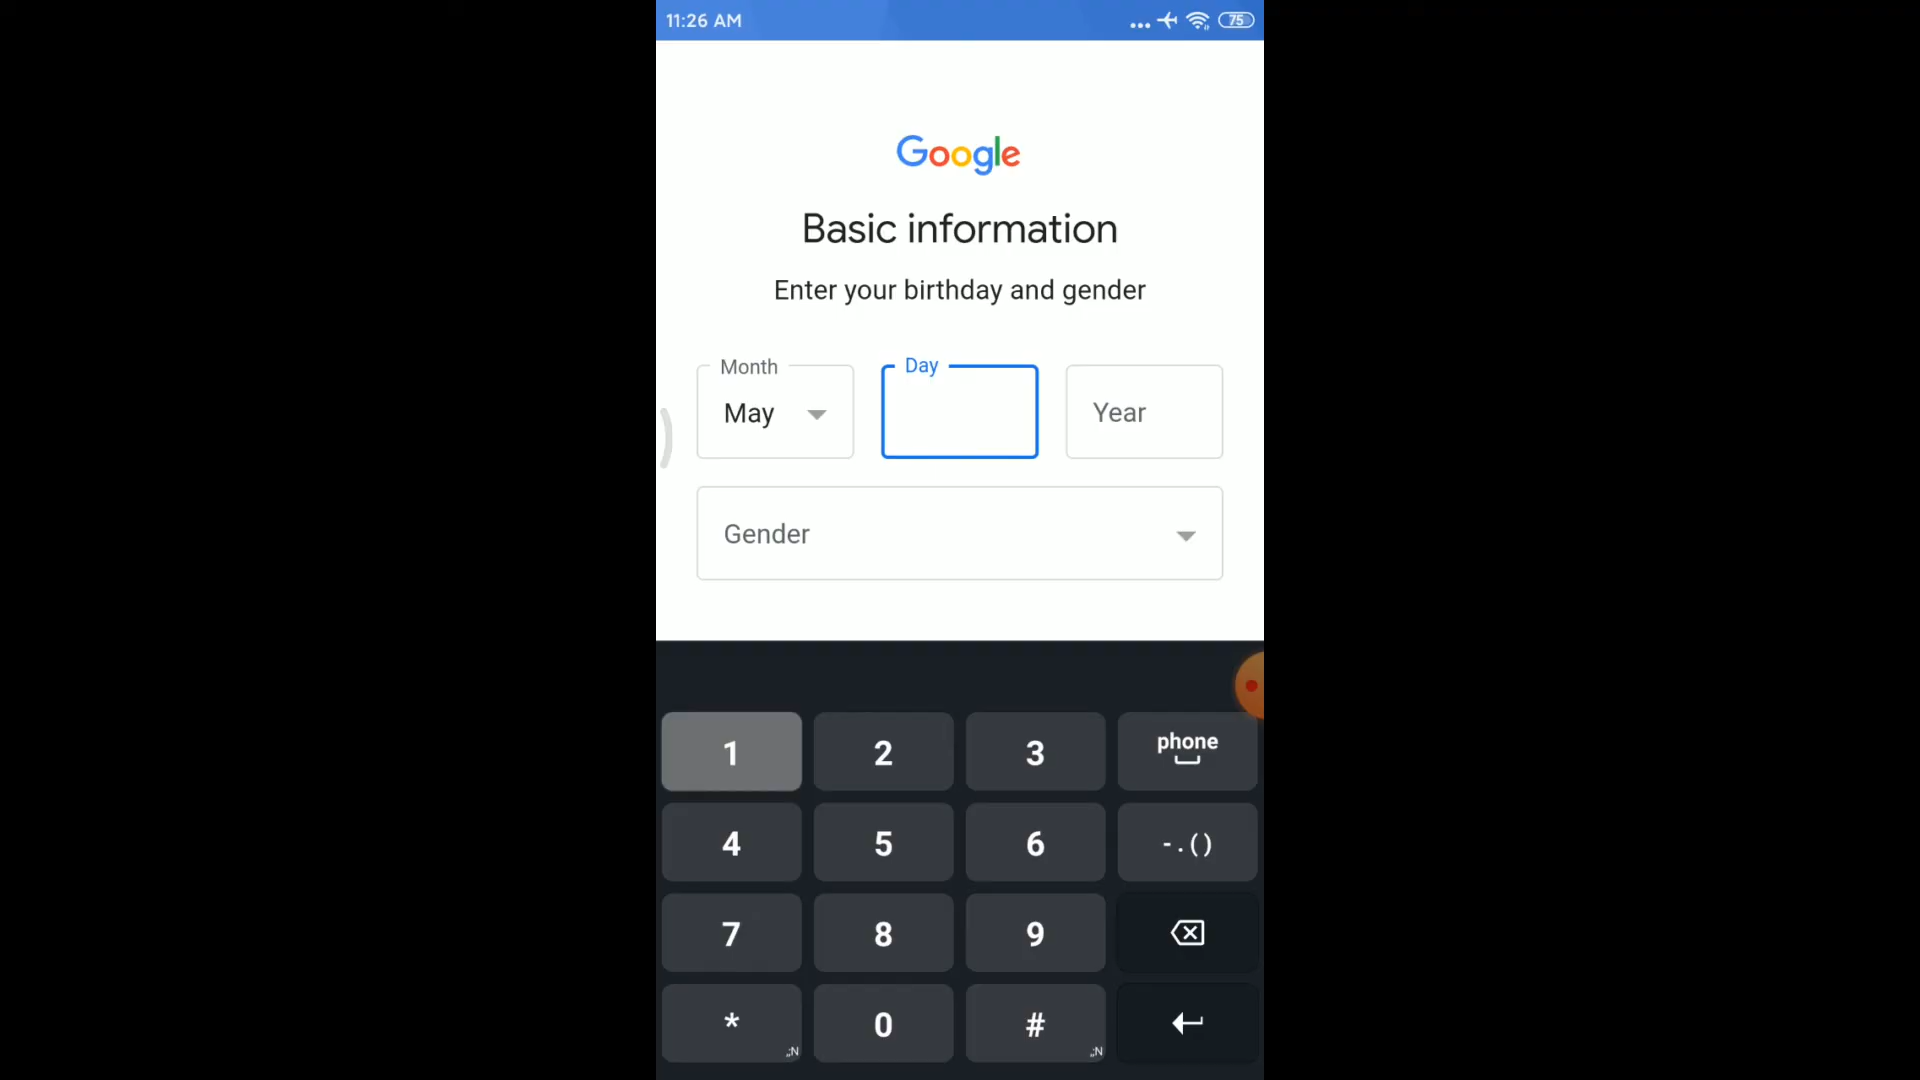 11:26 AM
75
Google
Basic information
Enter your birthday and gender
Month
Day
May
Year
Gender
1 2 3 phone
4 5 6 - . ( )
7 8 9
* 0 #
,;N ,;N